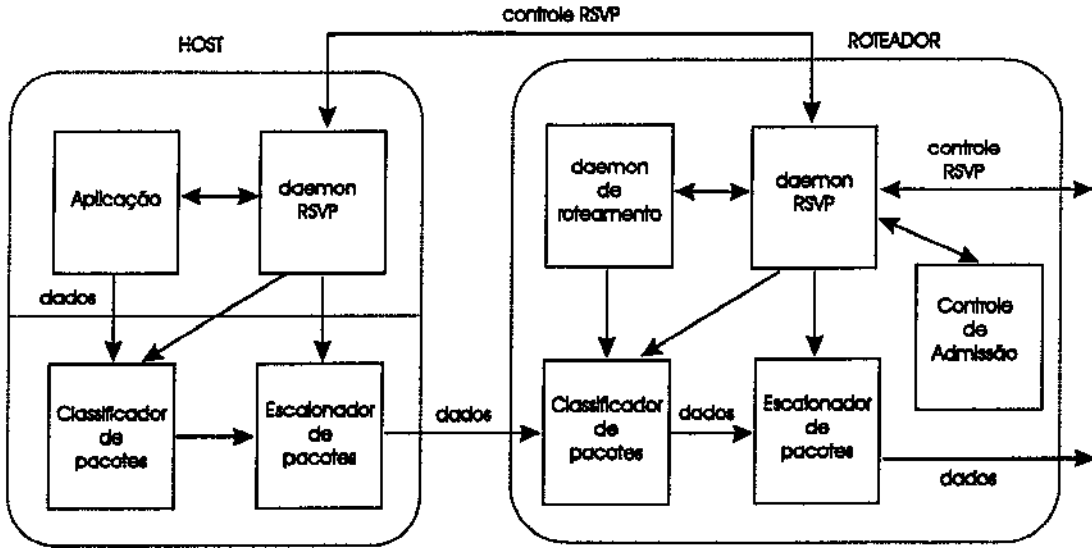 controle RSVP
HOST
ROTEADOR
Aplicação
daemon
RSVP
daemon
de
roteamento
daemon
RSVP
controle
RSVP
dados
Controle
de
Admissão
Classificador
de
pacotes
Escalonador
de
pacotes
dados
Classificador
de
pacotes
dados
Escalonador
de
pacotes
dados